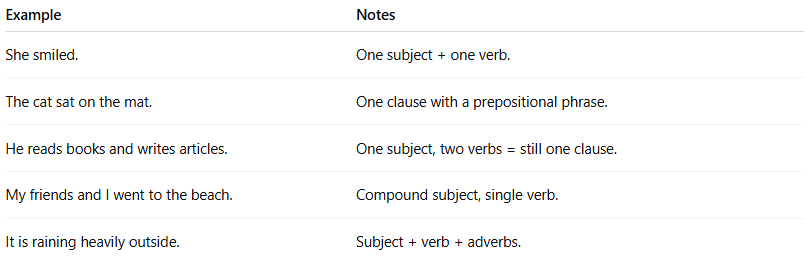 Example Notes
She smiled. One subject + one verb.
The cat sat on the mat. One clause with a prepositional phrase.
He reads books and writes articles. One subject, two verbs = still one clause.
My friends and I went to the beach. Compound subject, single verb.
It is raining heavily outside. Subject + verb + adverbs.